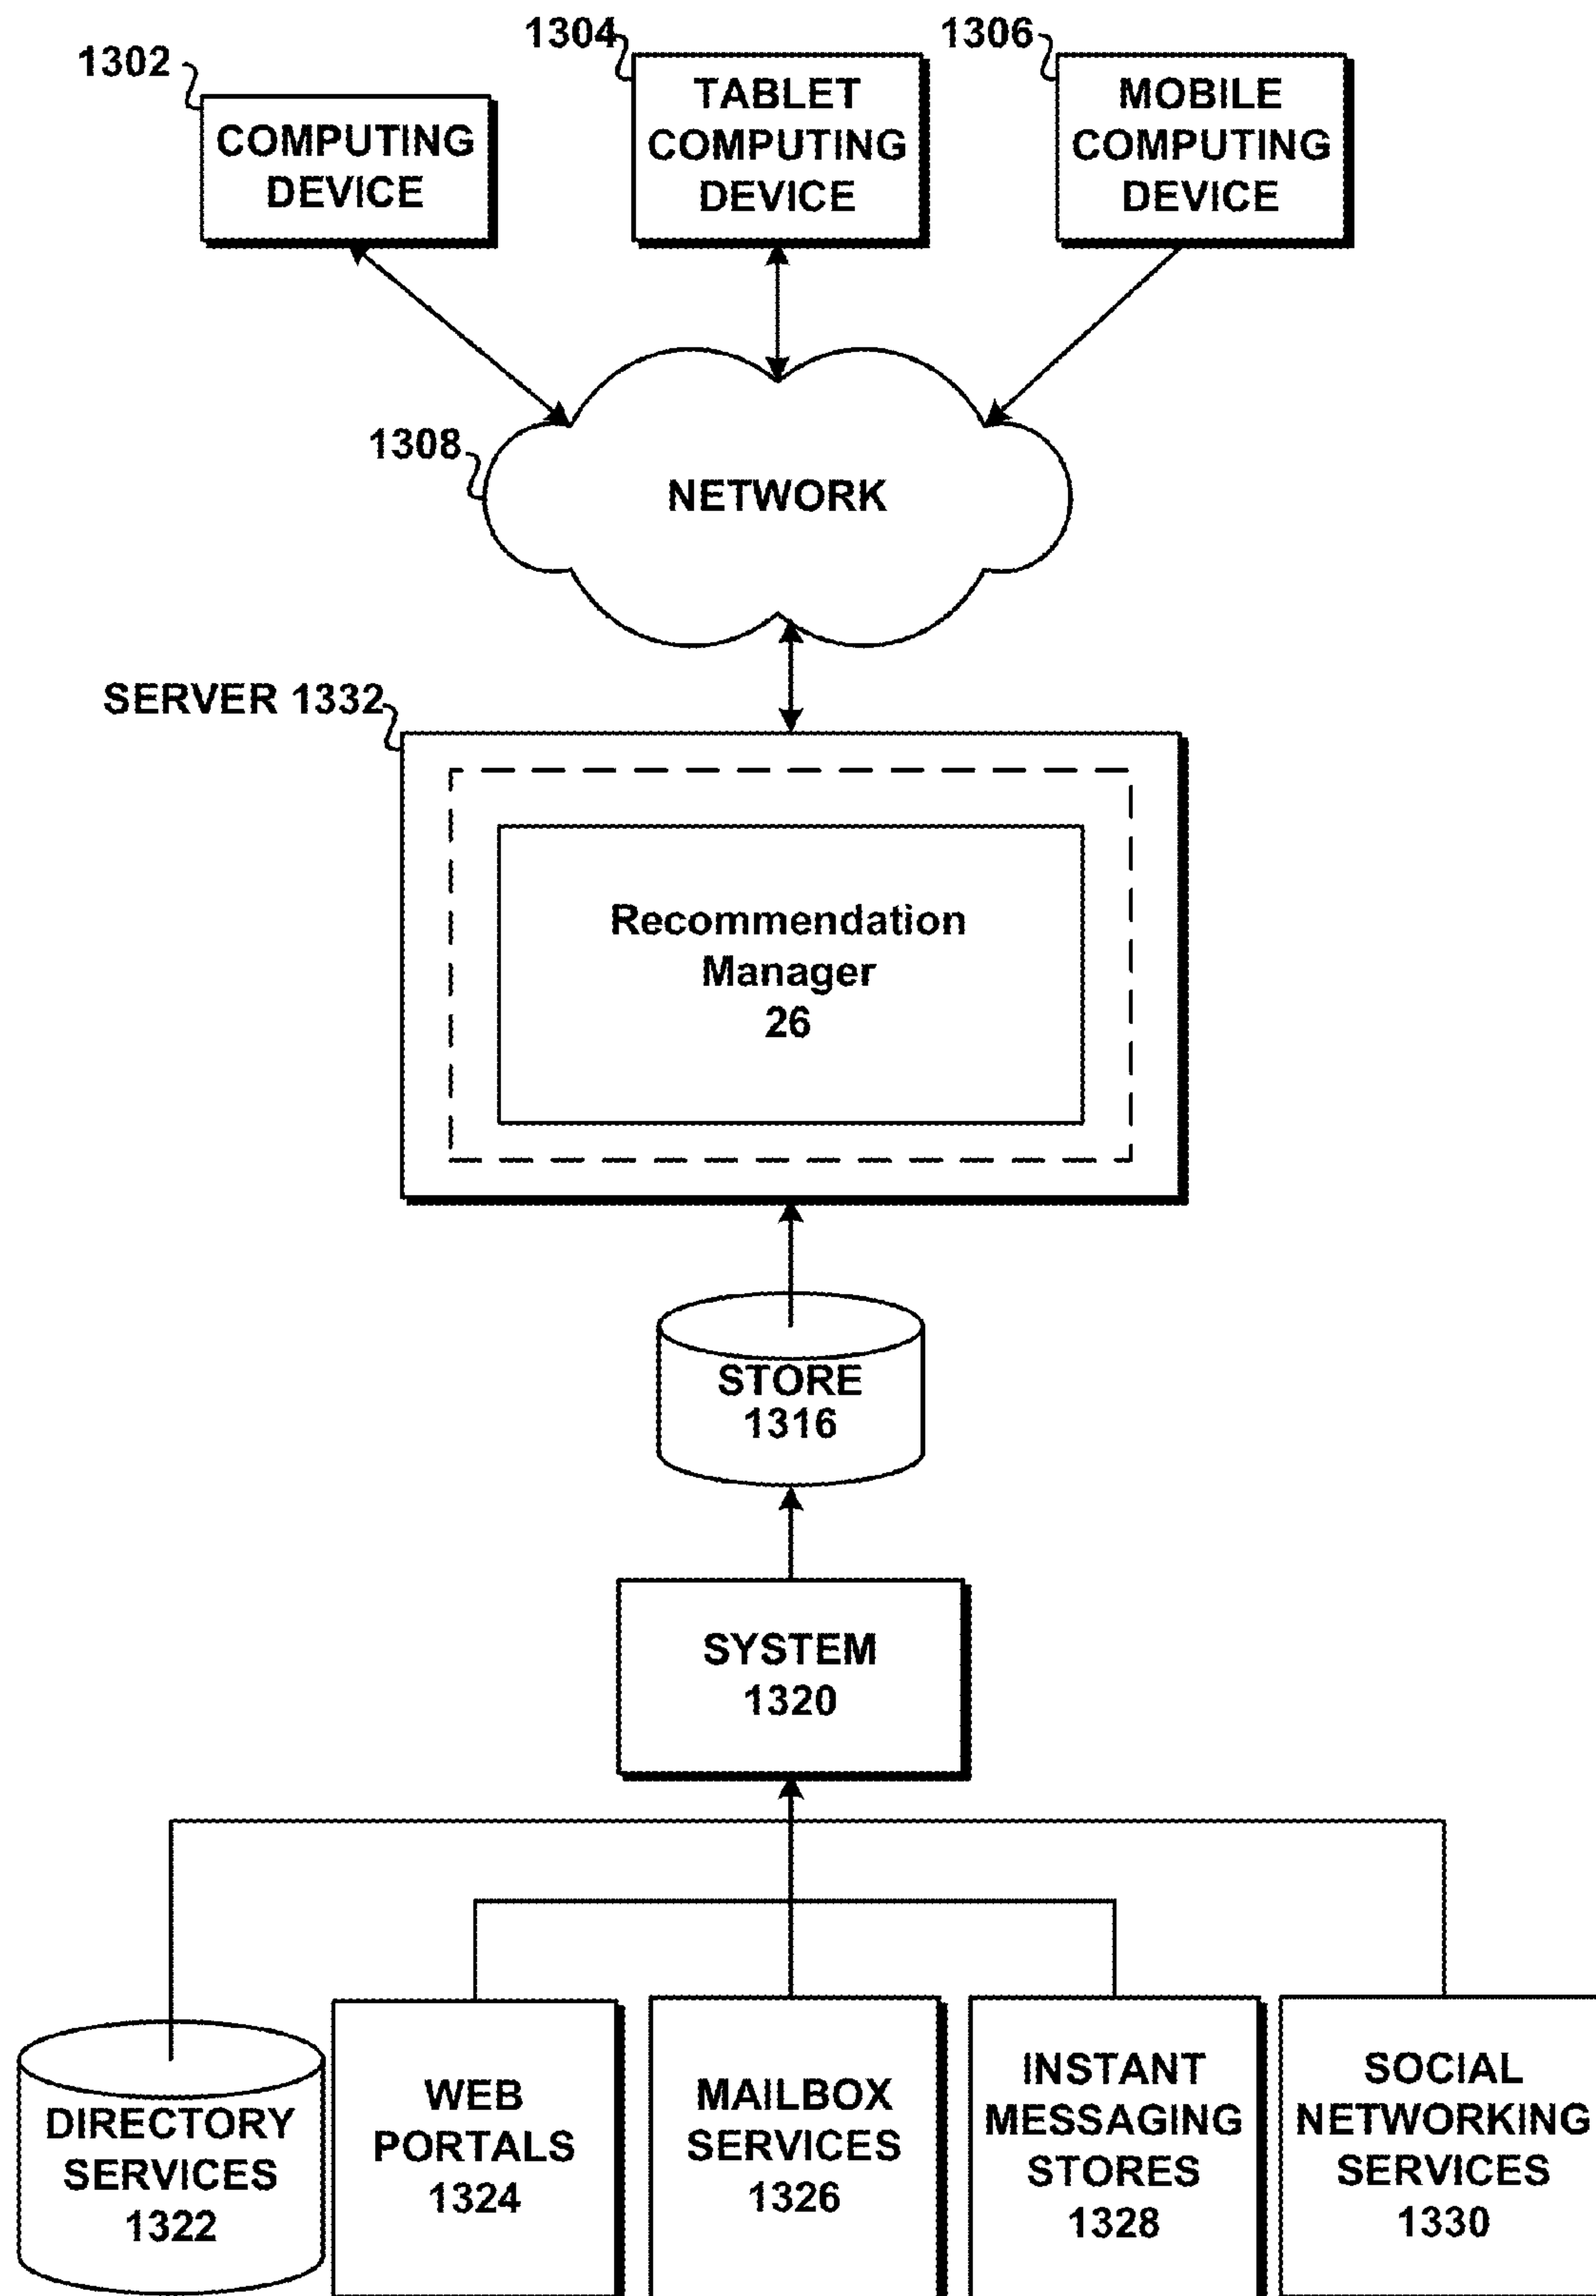 1302
1304
1306
COMPUTING
DEVICE
TABLET
COMPUTING
DEVICE
MOBILE
COMPUTING
DEVICE
1308
NETWORK
SERVER 1332
Recommendation
Manager
26
STORE
1316
SYSTEM
1320
DIRECTORY
SERVICES
1322
WEB
PORTALS
1324
MAILBOX
SERVICES
1326
INSTANT
MESSAGING
STORES
1328
SOCIAL
NETWORKING
SERVICES
1330